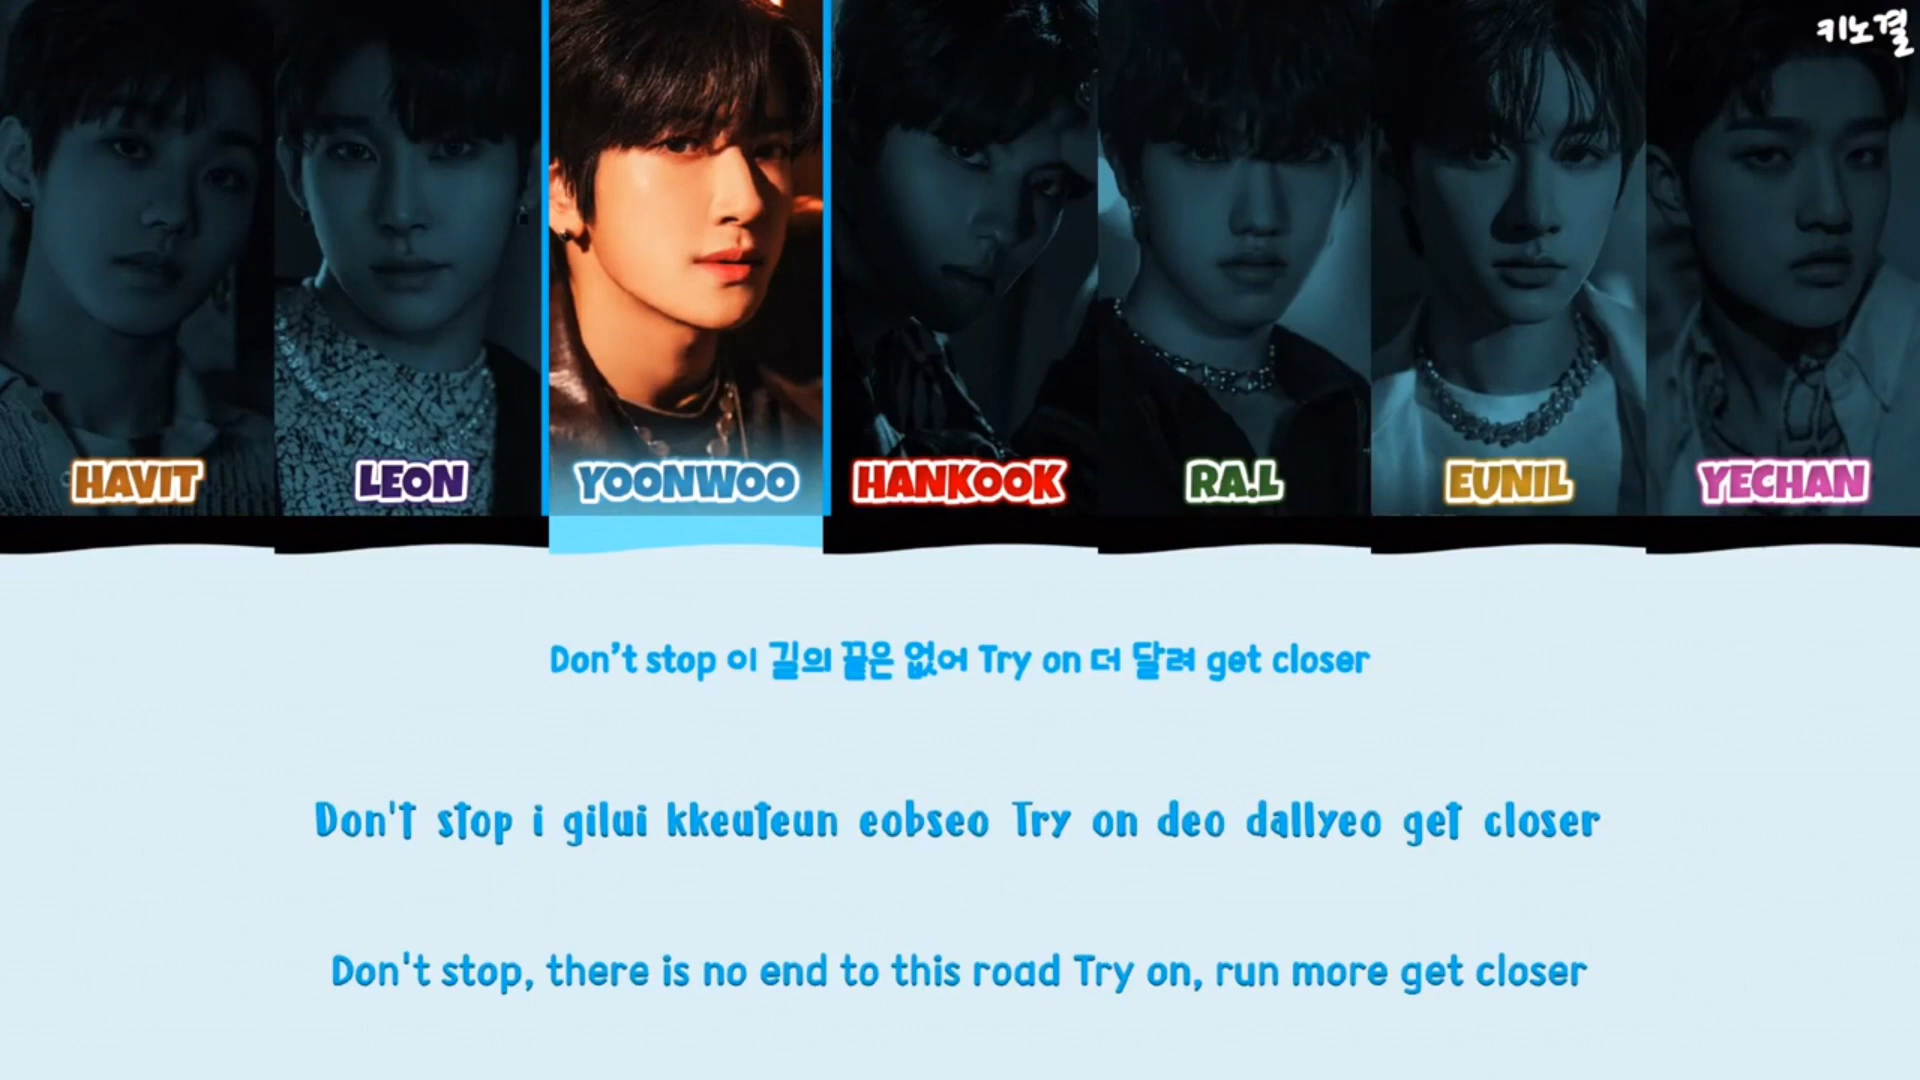 키노결
HAVIT
LEON
YOONWOO
HANKOOK
RA.L
EUNIL
YECHAN
Don't stop 이 길의 끝은 없어 Try on 더 달려 get closer
Don't stop i gilui kkeuteun eobseo Try on deo dallyeo get closer
Don't stop, there is no end to this road Try on, run more get closer